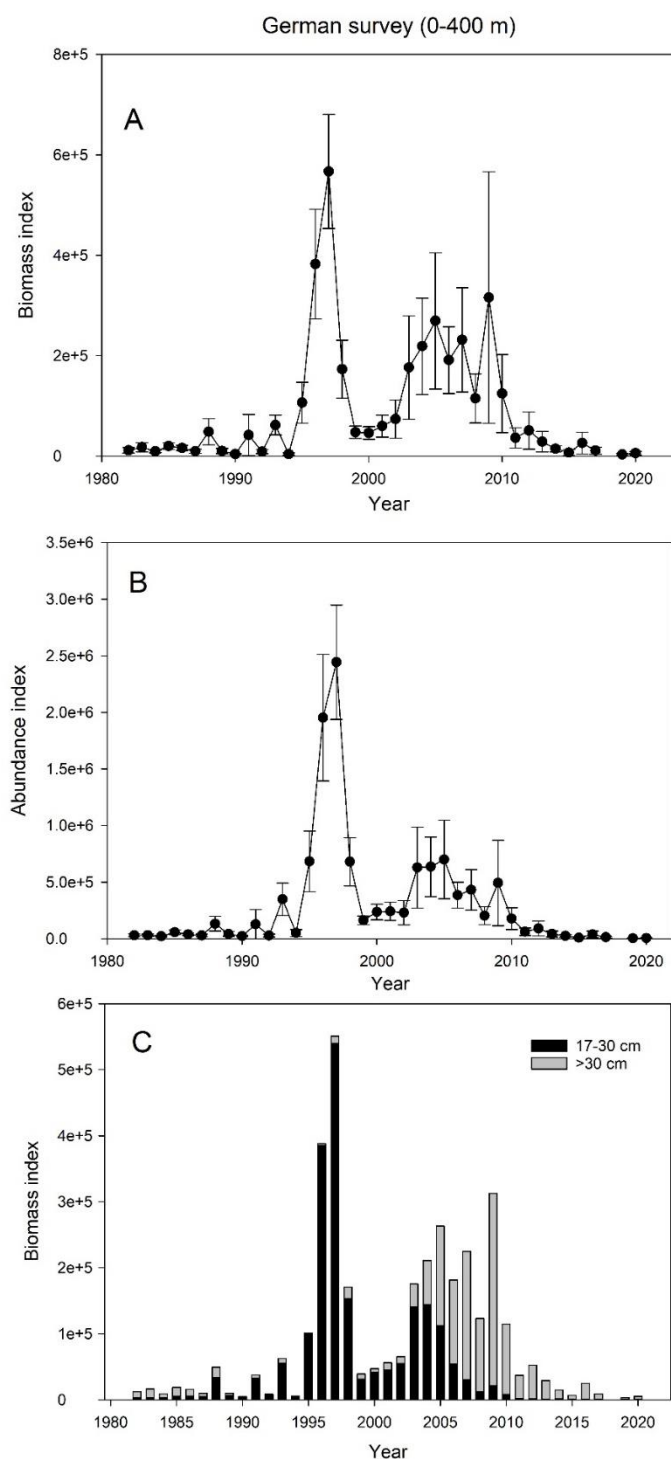 German survey (0-400 m)
8e+5
A
6e+5
Biomass index
4e+5
2e+5
0
1980 1990 2000 2010 2020
Year
3.5e+6
B
3.0e+6
2.5e+6
Abundance index
2.0e+6
1.5e+6
1.0e+6
5.0e+5
0.0
1980 1990 2000 2010 2020
Year
6e+5
C
17-30 cm
>30 cm
5e+5
4e+5
Biomass index
3e+5
2e+5
1e+5
0
1980 1985 1990 1995 2000 2005 2010 2015 2020
Year